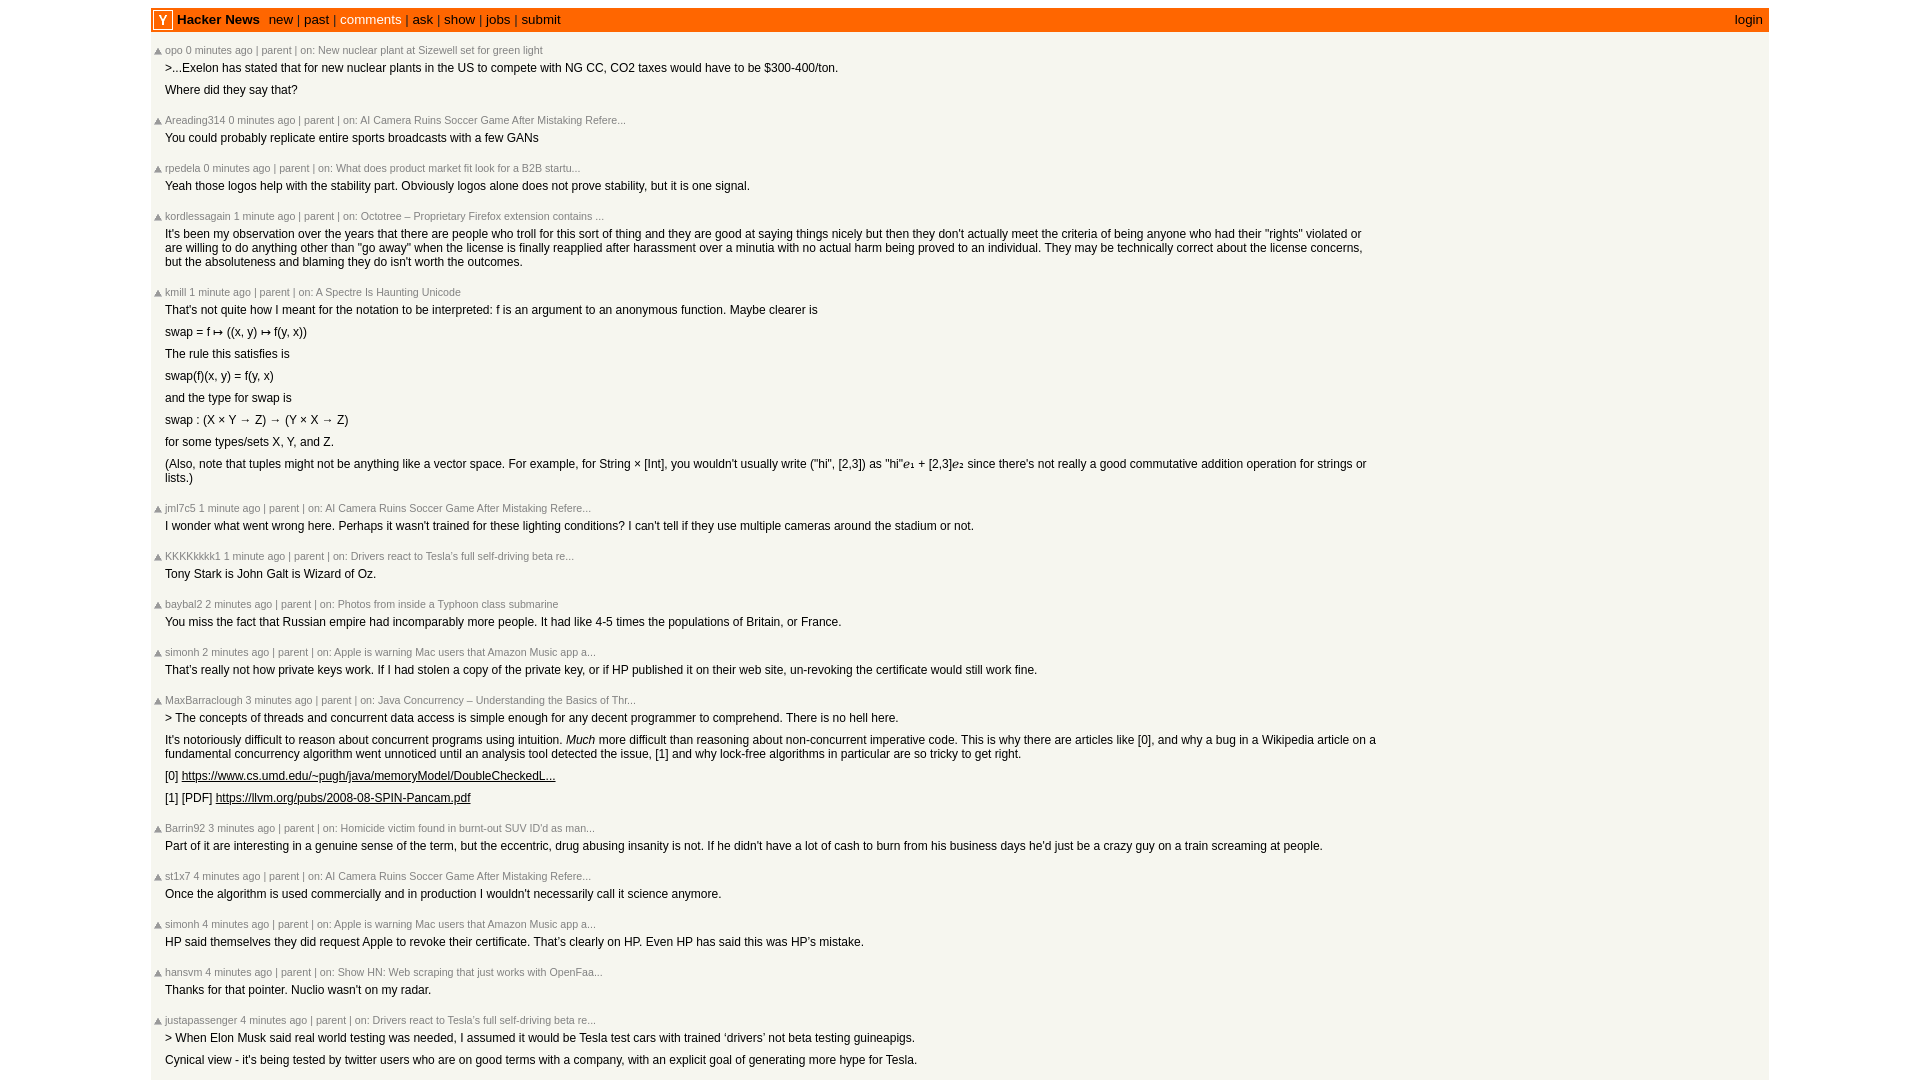 Y Hacker News new | past | comments | ask | show | jobs | submit login
opo 0 minutes ago | parent | on: New nuclear plant at Sizewell set for green light
>...Exelon has stated that for new nuclear plants in the US to compete with NG CC, CO2 taxes would have to be $300-400/ton.
Where did they say that?
Areading314 0 minutes ago | parent | on: AI Camera Ruins Soccer Game After Mistaking Refere...
You could probably replicate entire sports broadcasts with a few GANs
rpedela 0 minutes ago | parent | on: What does product market fit look for a B2B startu...
Yeah those logos help with the stability part. Obviously logos alone does not prove stability, but it is one signal.
kordlessagain 1 minute ago | parent | on: Octotree – Proprietary Firefox extension contains ...
It's been my observation over the years that there are people who troll for this sort of thing and they are good at saying things nicely but then they don't actually meet the criteria of being anyone who had their "rights" violated or
are willing to do anything other than "go away" when the license is finally reapplied after harassment over a minutia with no actual harm being proved to an individual. They may be technically correct about the license concerns,
but the absoluteness and blaming they do isn't worth the outcomes.
kmill 1 minute ago | parent | on: A Spectre Is Haunting Unicode
That's not quite how I meant for the notation to be interpreted: f is an argument to an anonymous function. Maybe clearer is
swap = f ↦ ((x, y) ↦ f(y, x))
The rule this satisfies is
swap(f)(x, y) = f(y, x)
and the type for swap is
swap : (X × Y → Z) → (Y × X → Z)
for some types/sets X, Y, and Z.
(Also, note that tuples might not be anything like a vector space. For example, for String × [Int], you wouldn't usually write ("hi", [2,3]) as "hi"ℯ₁ + [2,3]ℯ₂ since there's not really a good commutative addition operation for strings or
lists.)
jml7c5 1 minute ago | parent | on: AI Camera Ruins Soccer Game After Mistaking Refere...
I wonder what went wrong here. Perhaps it wasn't trained for these lighting conditions? I can't tell if they use multiple cameras around the stadium or not.
KKKKkkkk1 1 minute ago | parent | on: Drivers react to Tesla's full self-driving beta re...
Tony Stark is John Galt is Wizard of Oz.
baybal2 2 minutes ago | parent | on: Photos from inside a Typhoon class submarine
You miss the fact that Russian empire had incomparably more people. It had like 4-5 times the populations of Britain, or France.
simonh 2 minutes ago | parent | on: Apple is warning Mac users that Amazon Music app a...
That's really not how private keys work. If I had stolen a copy of the private key, or if HP published it on their web site, un-revoking the certificate would still work fine.
MaxBarraclough 3 minutes ago | parent | on: Java Concurrency – Understanding the Basics of Thr...
> The concepts of threads and concurrent data access is simple enough for any decent programmer to comprehend. There is no hell here.
It's notoriously difficult to reason about concurrent programs using intuition. Much more difficult than reasoning about non-concurrent imperative code. This is why there are articles like [0], and why a bug in a Wikipedia article on a
fundamental concurrency algorithm went unnoticed until an analysis tool detected the issue, [1] and why lock-free algorithms in particular are so tricky to get right.
[0] https://www.cs.umd.edu/~pugh/java/memoryModel/DoubleCheckedL...
[1] [PDF] https://llvm.org/pubs/2008-08-SPIN-Pancam.pdf
Barrin92 3 minutes ago | parent | on: Homicide victim found in burnt-out SUV ID'd as man...
Part of it are interesting in a genuine sense of the term, but the eccentric, drug abusing insanity is not. If he didn't have a lot of cash to burn from his business days he'd just be a crazy guy on a train screaming at people.
st1x7 4 minutes ago | parent | on: AI Camera Ruins Soccer Game After Mistaking Refere...
Once the algorithm is used commercially and in production I wouldn't necessarily call it science anymore.
simonh 4 minutes ago | parent | on: Apple is warning Mac users that Amazon Music app a...
HP said themselves they did request Apple to revoke their certificate. That's clearly on HP. Even HP has said this was HP's mistake.
hansvm 4 minutes ago | parent | on: Show HN: Web scraping that just works with OpenFaa...
Thanks for that pointer. Nuclio wasn't on my radar.
justapassenger 4 minutes ago | parent | on: Drivers react to Tesla's full self-driving beta re...
> When Elon Musk said real world testing was needed, I assumed it would be Tesla test cars with trained ‘drivers’ not beta testing guineapigs.
Cynical view - it's being tested by twitter users who are on good terms with a company, with an explicit goal of generating more hype for Tesla.